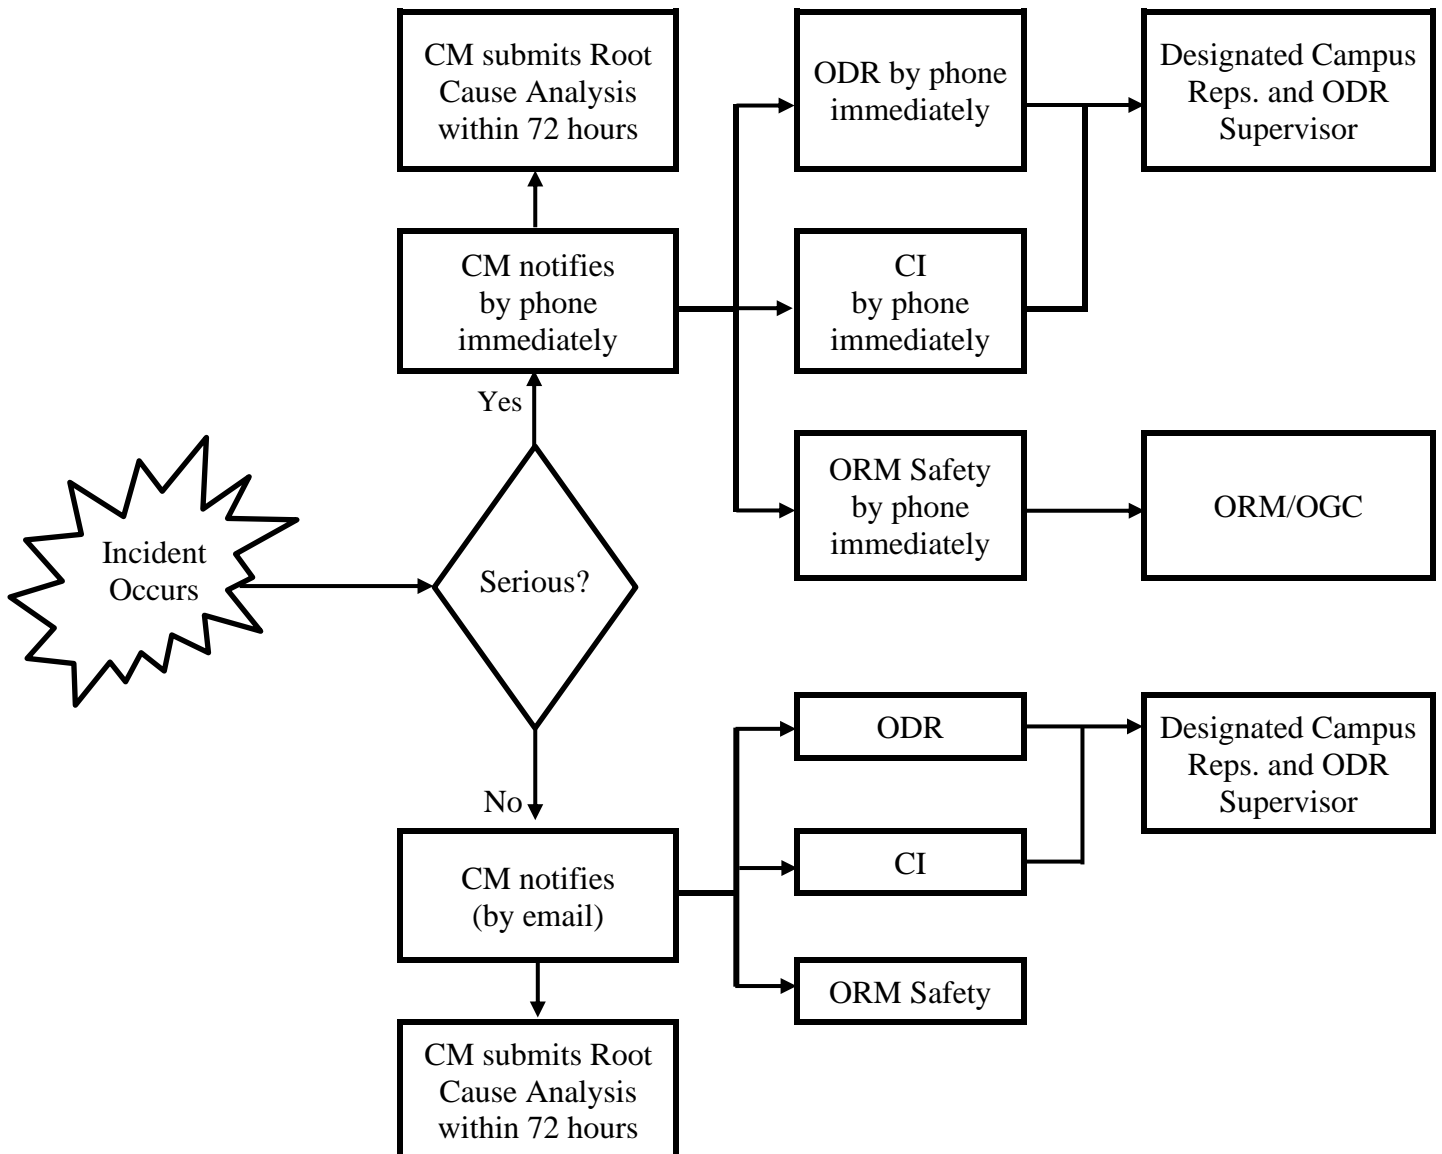 CM submits Root
Cause Analysis
within 72 hours
ODR by phone
immediately
Designated Campus
Reps. and ODR
Supervisor
CM notifies
by phone
immediately
CI
by phone
immediately
Yes
ORM Safety
by phone
immediately
ORM/OGC
Incident
Occurs
Serious?
No
ODR
Designated Campus
Reps. and ODR
Supervisor
CM notifies
(by email)
CI
ORM Safety
CM submits Root
Cause Analysis
within 72 hours